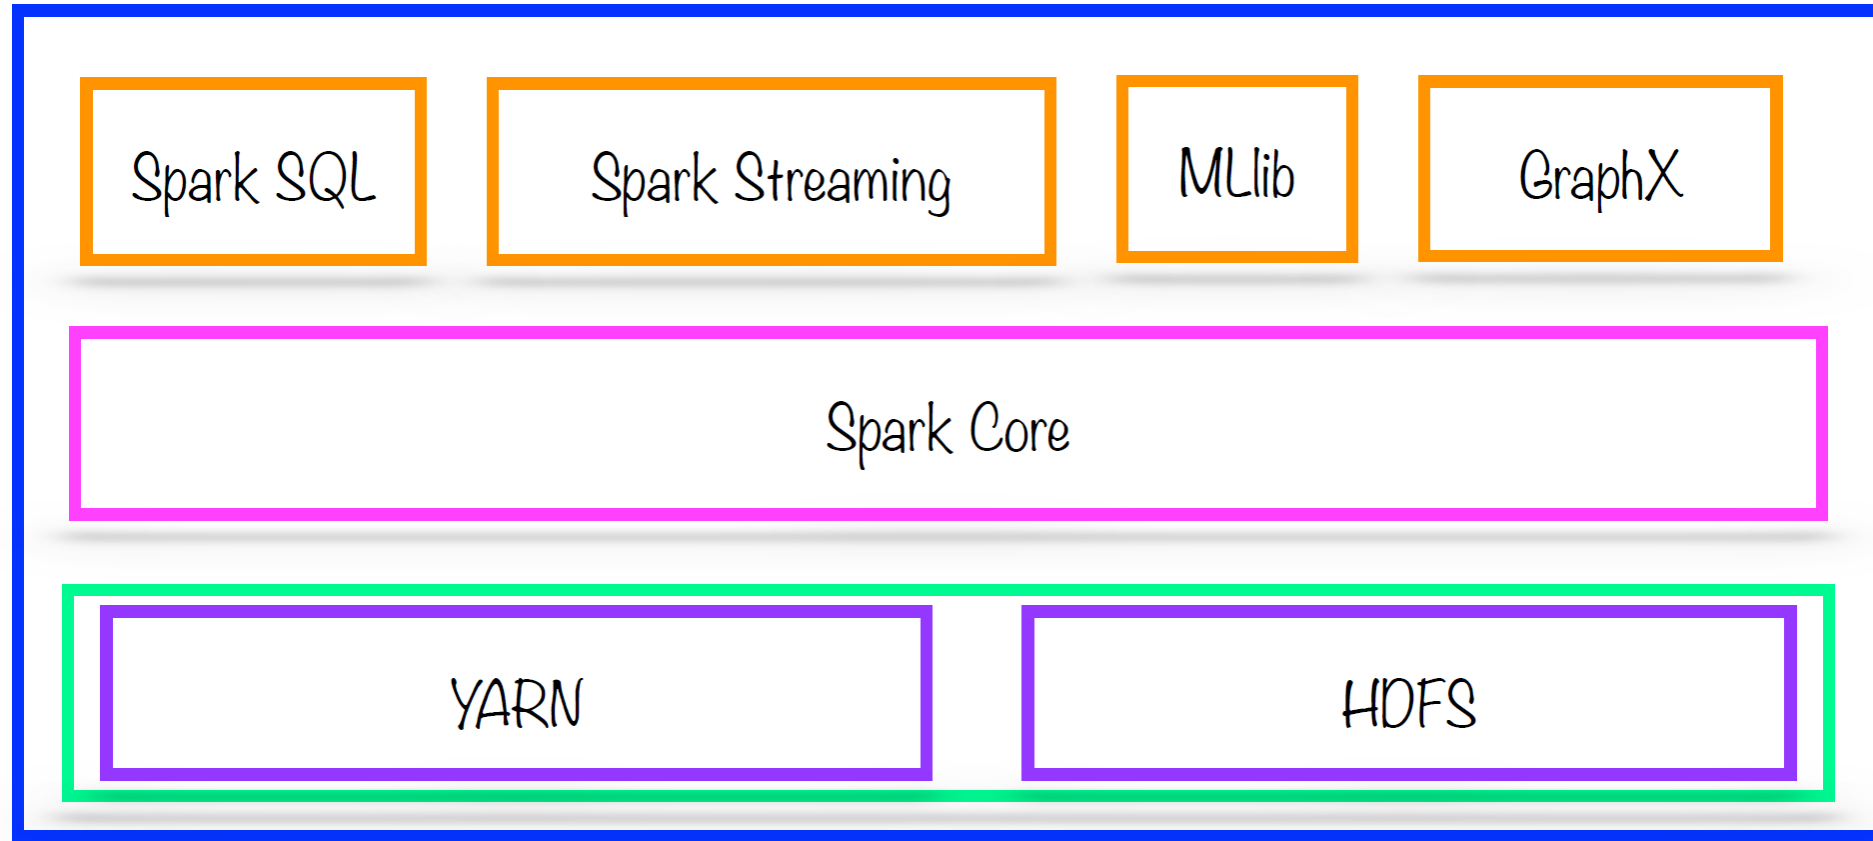 Spark SQL
Spark Streaming
MLlib
GraphX
Spark Core
YARN
HDFS